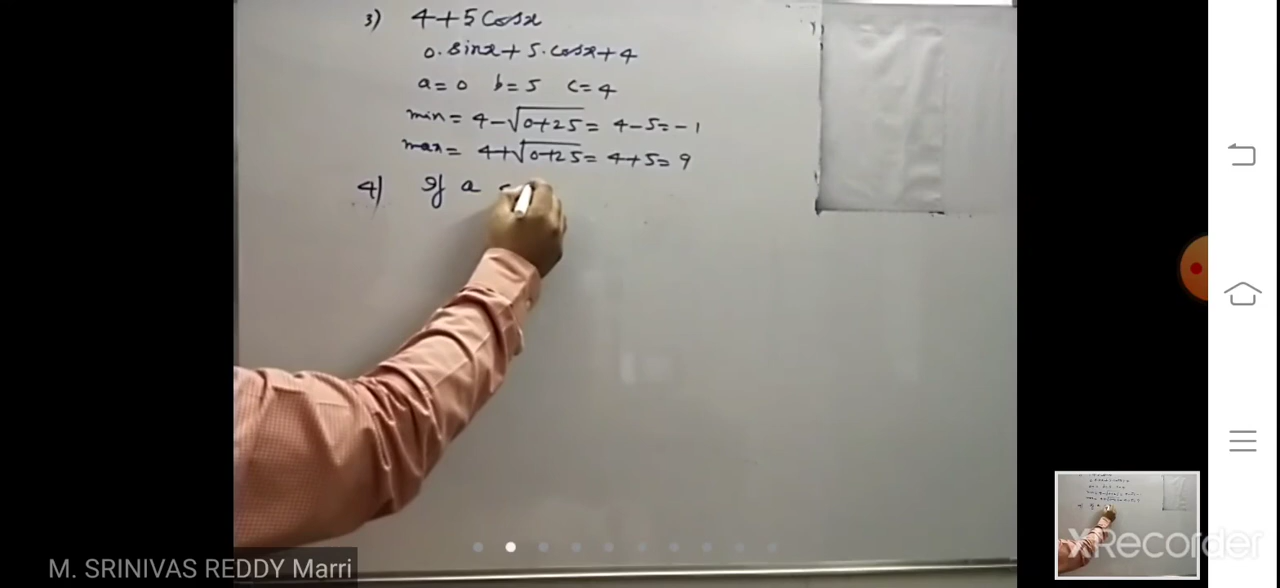 3) 4+5 Cosx
0. Sinx + 5. Cosx + 4
a = 0 b = 5 c = 4
min = 4-√0+25 = 4-5 = -1
max = 4+√0+25 = 4+5 = 9
4) If a
M. SRINIVAS REDDY Marri
XRecorder